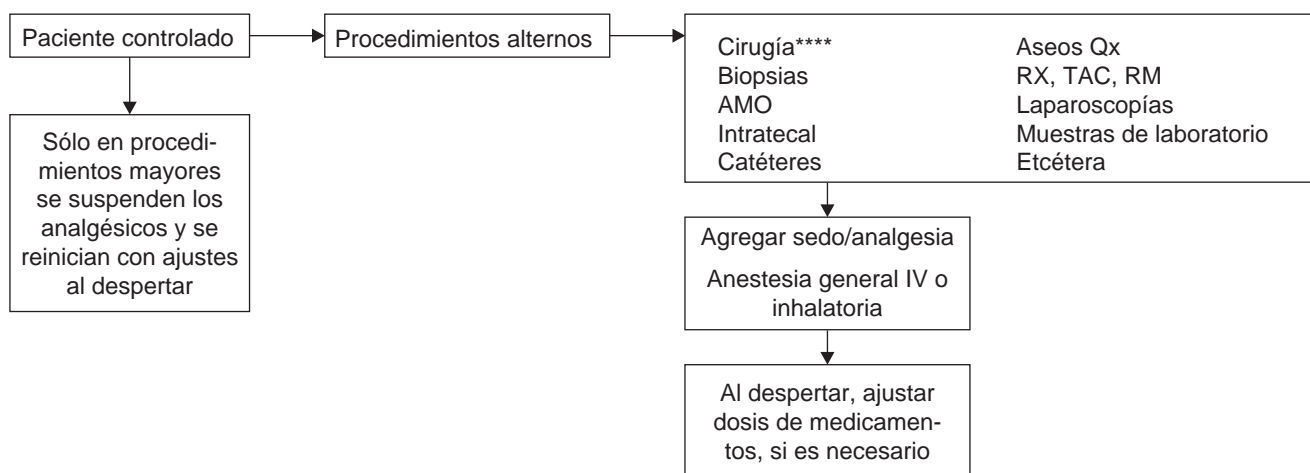 Paciente controlado
Procedimientos alternos
Cirugía****
Biopsias
AMO
Intratecal
Catéteres
Aseos Qx
RX, TAC, RM
Laparoscopías
Muestras de laboratorio
Etcétera
Sólo en procedi-
mientos mayores
se suspenden los
analgésicos y se
reinician con ajustes
al despertar
Agregar sedo/analgesia
Anestesia general IV o
inhalatoria
Al despertar, ajustar
dosis de medicamen-
tos, si es necesario